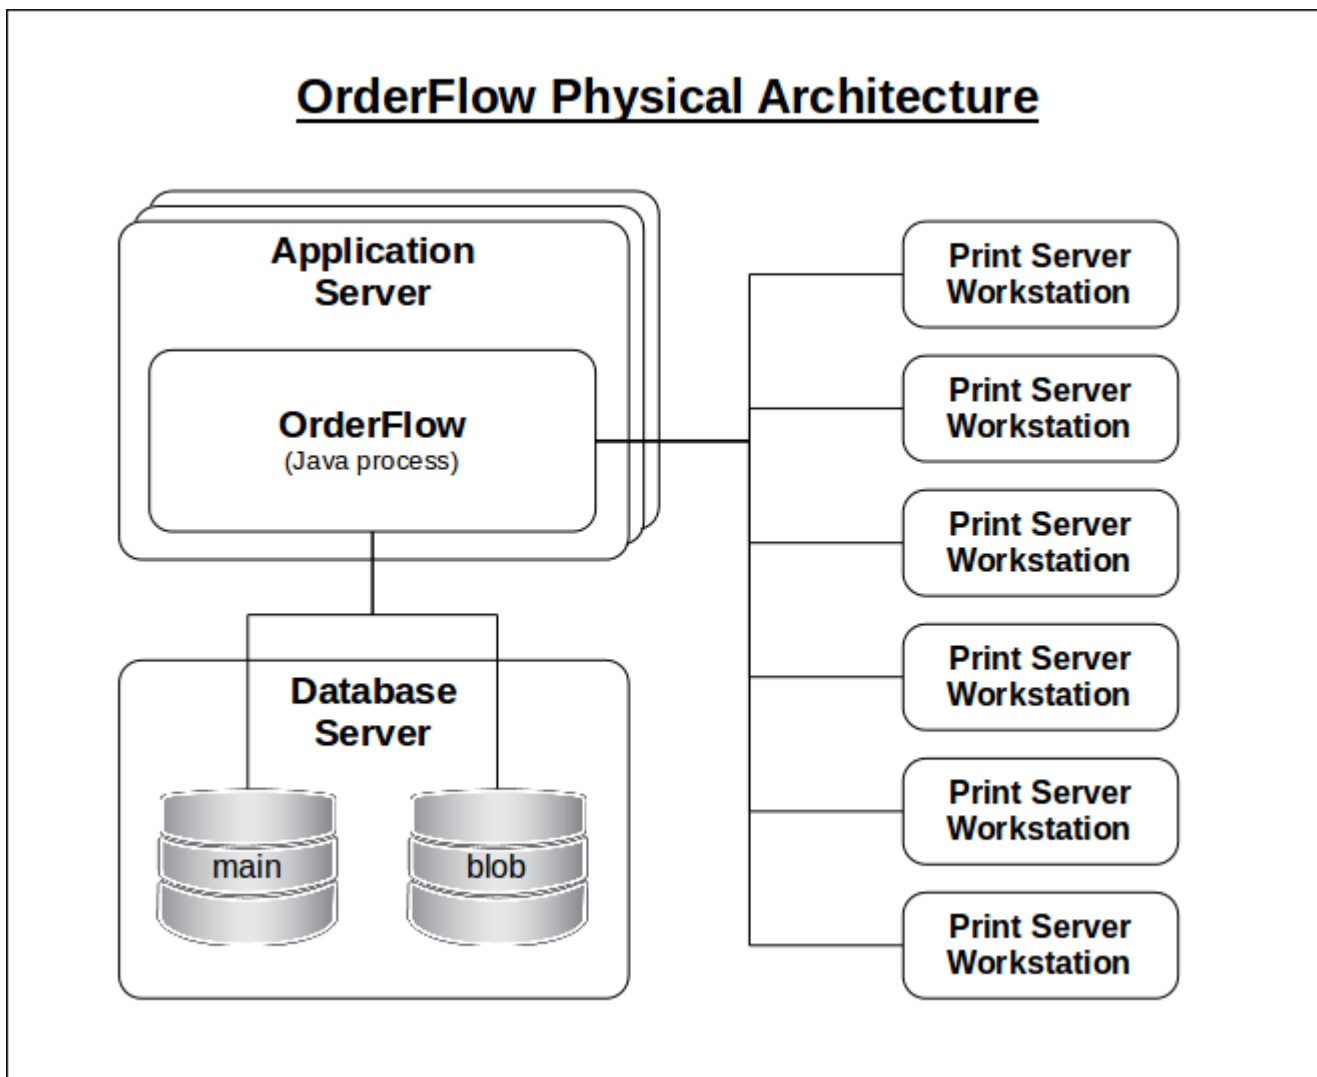 OrderFlow Physical Architecture
Application
Server
OrderFlow
(Java process)
Database
Server
main
blob
Print Server
Workstation
Print Server
Workstation
Print Server
Workstation
Print Server
Workstation
Print Server
Workstation
Print Server
Workstation